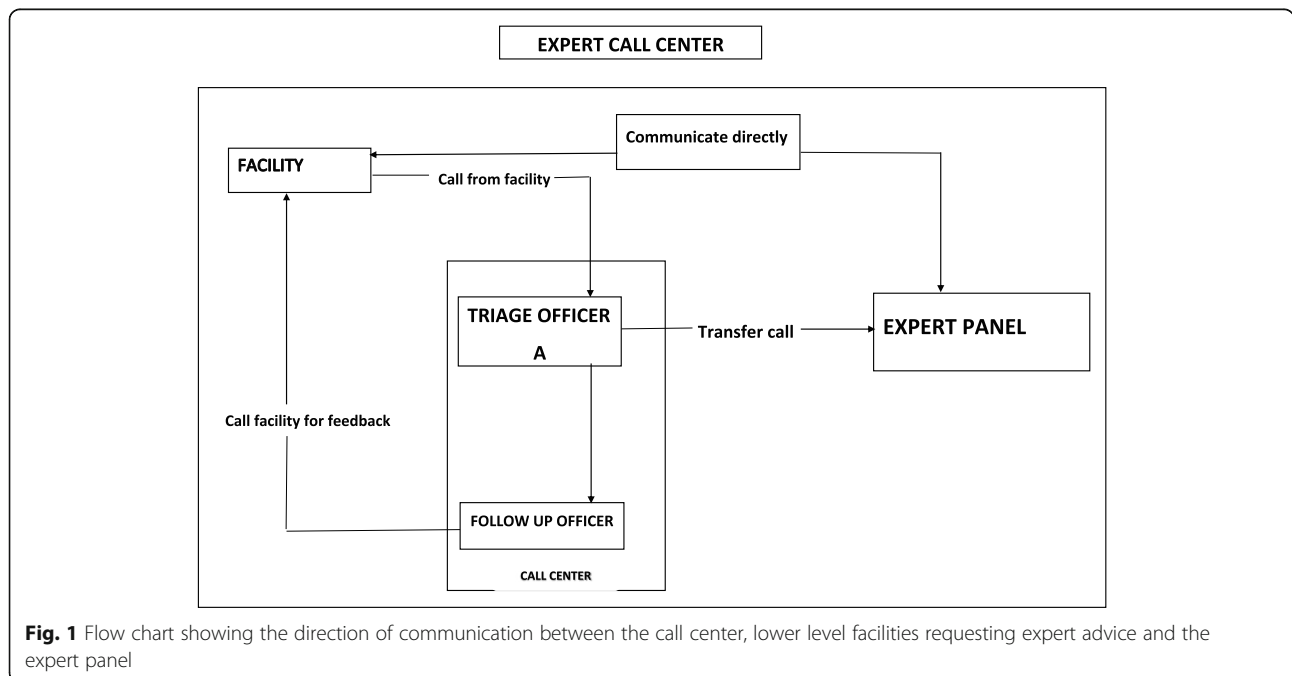 EXPERT CALL CENTER
Communicate directly
FACILITY
Call from facility
TRIAGE OFFICER
A
Transfer call
EXPERT PANEL
Call facility for feedback
FOLLOW UP OFFICER
CALL CENTER
Fig. 1 Flow chart showing the direction of communication between the call center, lower level facilities requesting expert advice and the
expert panel